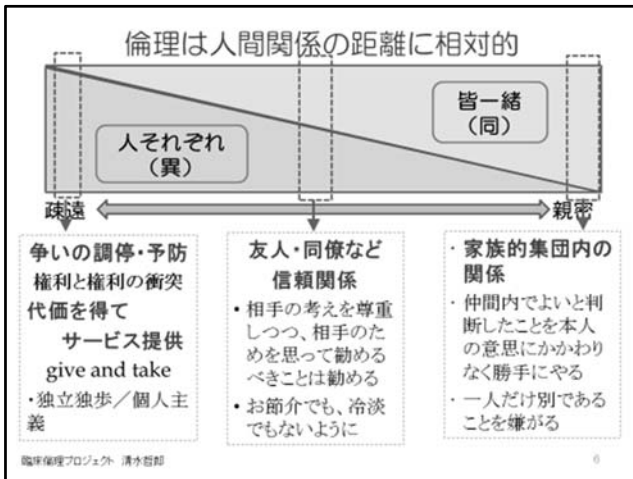 倫理は人間関係の距離に相対的
皆一緒
（同）
人それぞれ
（異）
疎遠
親密
争いの調停・予防
権利と権利の衝突
代価を得て
サービス提供
give and take
・独立独歩／個人主
義
友人・同僚など
信頼関係
• 相手の考えを尊重
しつつ、相手のた
めを思って勧める
べきことは勧める
• お節介でも、冷淡
でもないように
・ 家族的集団内の
関係
・ 仲間内でよいと判
断したことを本人
の意思にかかわり
なく勝手にやる
・ 一人だけ別である
ことを嫌がる
臨床倫理プロジェクト 清水哲郎
6